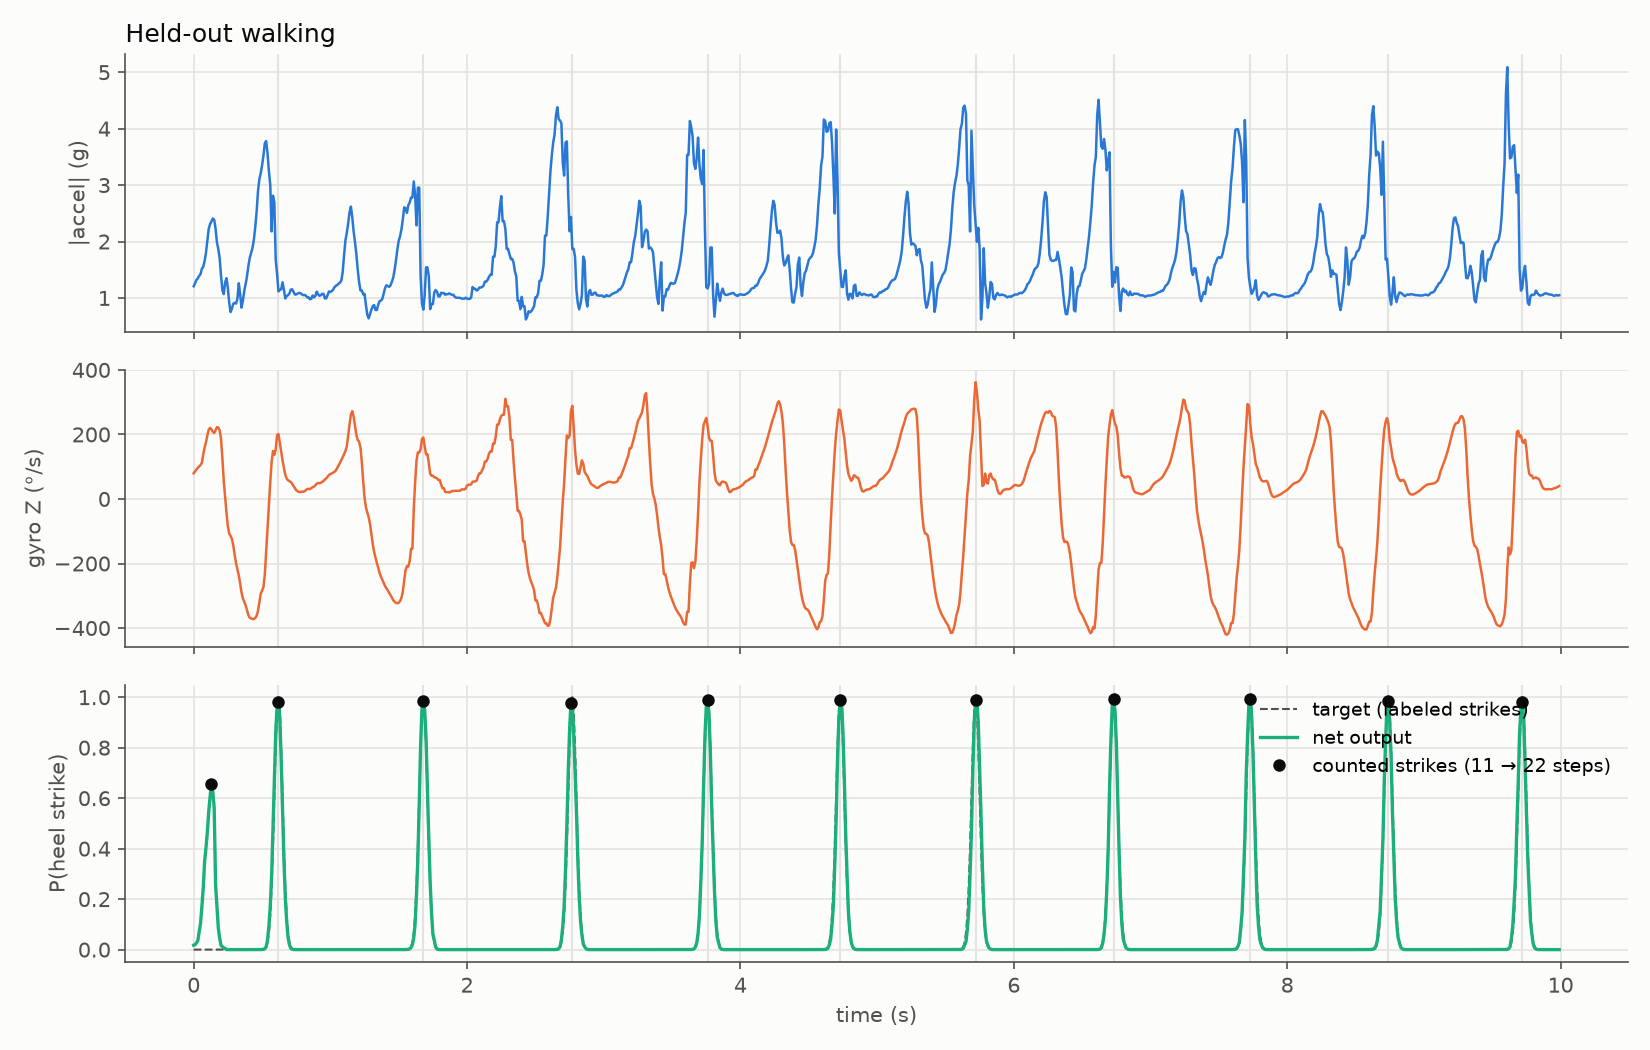 Held-out walking
|accel| (g)
5
4
3
2
1
gyro Z (°/s)
400
200
0
−200
−400
P(heel strike)
1.0
0.8
0.6
0.4
0.2
0.0
target (labeled strikes)
net output
counted strikes (11 → 22 steps)
0 2 4 6 8 10
time (s)